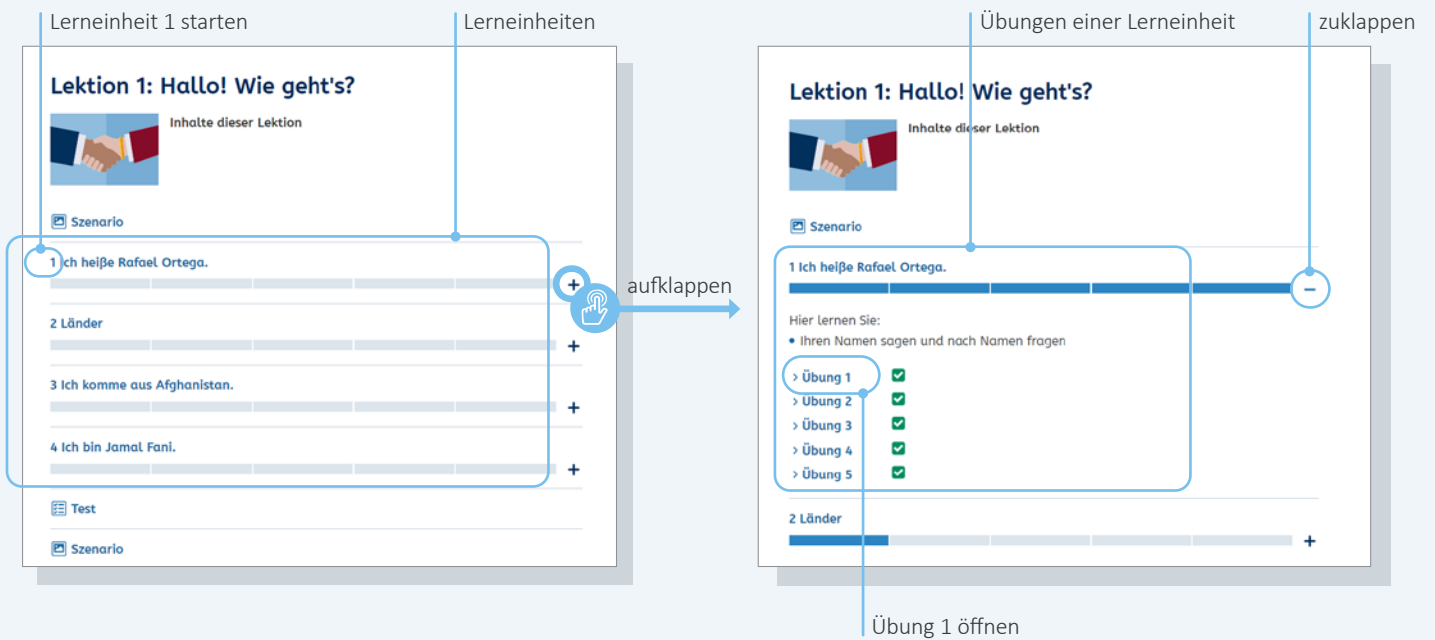 Lerneinheit 1 starten
Lerneinheiten
Lektion 1: Hallo! Wie geht's?
Inhalte dieser Lektion
Szenario
1 Ich heiße Rafael Ortega.
+
aufklappen
2 Länder
+
3 Ich komme aus Afghanistan.
+
4 Ich bin Jamal Fani.
+
Test
Szenario
Übungen einer Lerneinheit
zuklappen
Lektion 1: Hallo! Wie geht's?
Inhalte dieser Lektion
Szenario
1 Ich heiße Rafael Ortega.
–
Hier lernen Sie:
• Ihren Namen sagen und nach Namen fragen
> Übung 1
> Übung 2
> Übung 3
> Übung 4
> Übung 5
2 Länder
+
Übung 1 öffnen